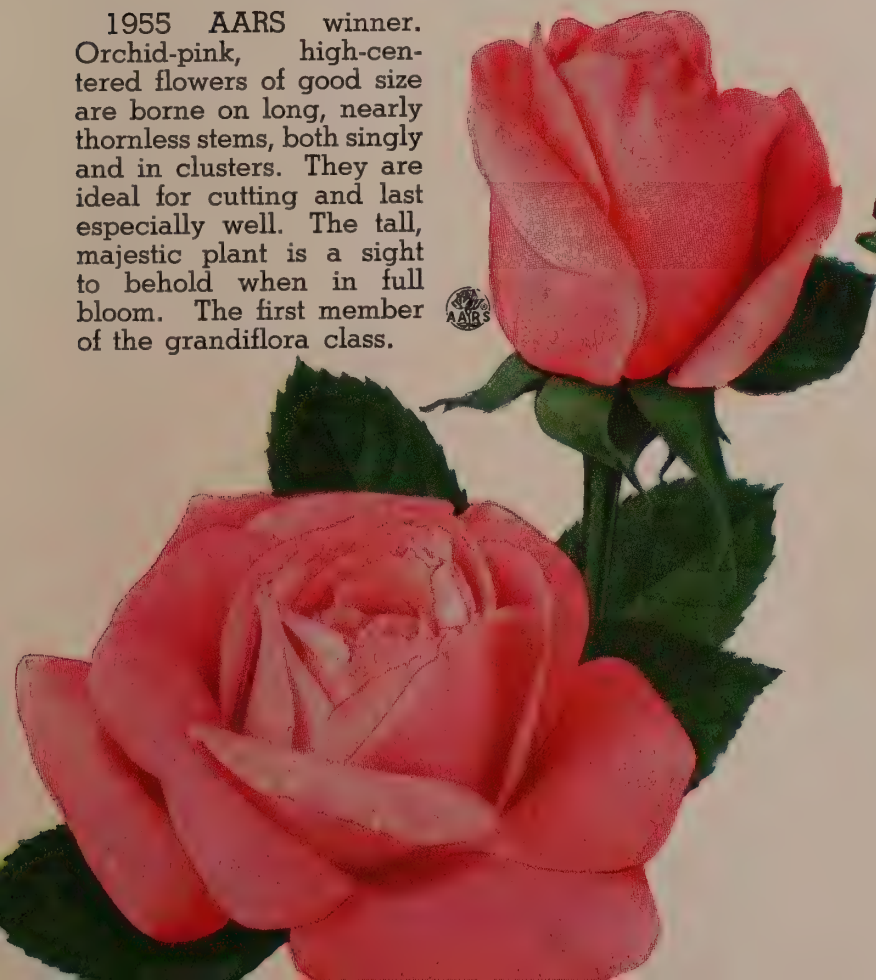 1955 AARS winner.
Orchid-pink, high-cen-
tered flowers of good size
are borne on long, nearly
thornless stems, both singly
and in clusters. They are
ideal for cutting and last
especially well. The tall,
majestic plant is a sight
to behold when in full
bloom. The first member
of the grandiflora class.
AARS